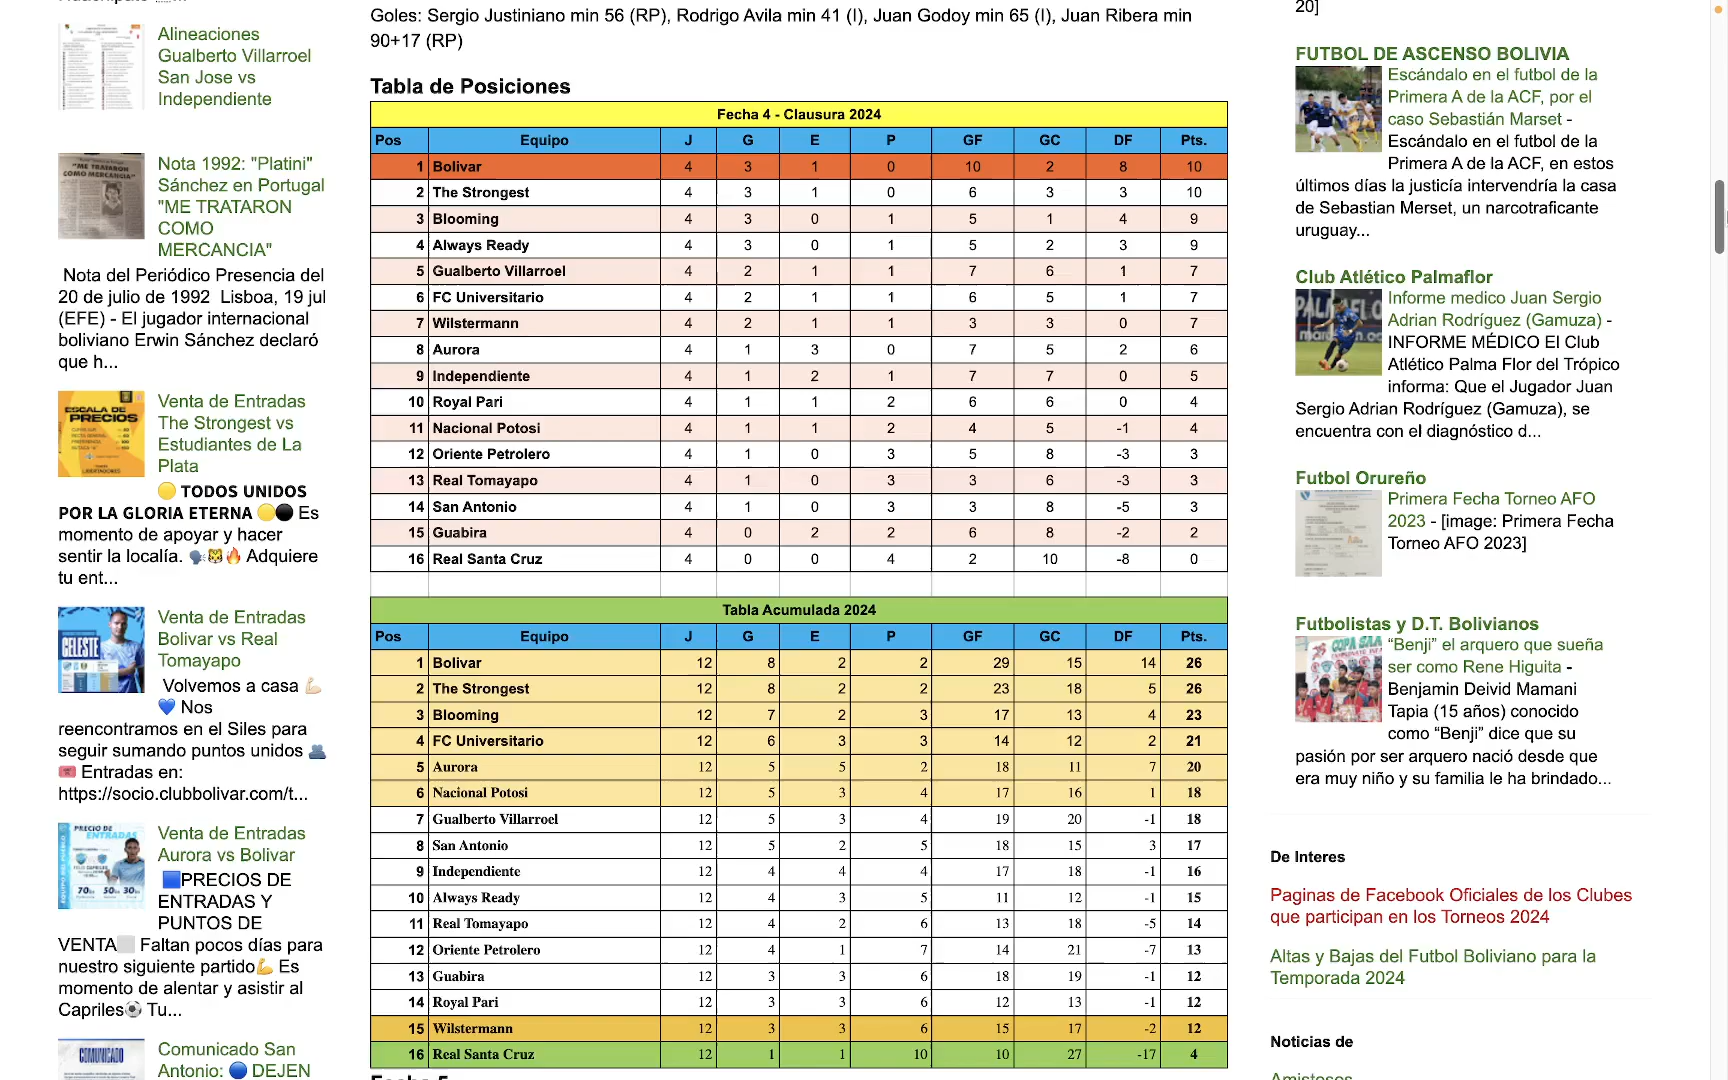 Alineaciones
Gualberto Villarroel
San Jose vs
Independiente
Nota 1992: "Platini"
Sánchez en Portugal
"ME TRATARON
COMO
MERCANCIA"
Nota del Periódico Presencia del
20 de julio de 1992 Lisboa, 19 jul
(EFE) - El jugador internacional
boliviano Erwin Sánchez declaró
que h...
ESCALA DE
PRECIOS
Venta de Entradas
The Strongest vs
Estudiantes de La
Plata
🟡 TODOS UNIDOS
POR LA GLORIA ETERNA 🟡⚫ Es
momento de apoyar y hacer
sentir la localía. 🗣️🐯🔥 Adquiere
tu ent...
CELESTE
Venta de Entradas
Bolivar vs Real
Tomayapo
Volvemos a casa 💪🏻
💙 Nos
reencontramos en el Siles para
seguir sumando puntos unidos 👥
🎟️ Entradas en:
https://socio.clubbolivar.com/t...
PRECIO DE
ENTRADAS
70 50 30
Venta de Entradas
Aurora vs Bolivar
🟦PRECIOS DE
ENTRADAS Y
PUNTOS DE
VENTA⬜ Faltan pocos días para
nuestro siguiente partido💪 Es
momento de alentar y asistir al
Capriles⚽ Tu...
COMUNICADO
Comunicado San
Antonio: 🔵 DEJEN
Goles: Sergio Justiniano min 56 (RP), Rodrigo Avila min 41 (I), Juan Godoy min 65 (I), Juan Ribera min
90+17 (RP)
Tabla de Posiciones
Fecha 4 - Clausura 2024
Pos Equipo J G E P GF GC DF Pts.
1 Bolivar 4 3 1 0 10 2 8 10
2 The Strongest 4 3 1 0 6 3 3 10
3 Blooming 4 3 0 1 5 1 4 9
4 Always Ready 4 3 0 1 5 2 3 9
5 Gualberto Villarroel 4 2 1 1 7 6 1 7
6 FC Universitario 4 2 1 1 6 5 1 7
7 Wilstermann 4 2 1 1 3 3 0 7
8 Aurora 4 1 3 0 7 5 2 6
9 Independiente 4 1 2 1 7 7 0 5
10 Royal Pari 4 1 1 2 6 6 0 4
11 Nacional Potosi 4 1 1 2 4 5 -1 4
12 Oriente Petrolero 4 1 0 3 5 8 -3 3
13 Real Tomayapo 4 1 0 3 3 6 -3 3
14 San Antonio 4 1 0 3 3 8 -5 3
15 Guabira 4 0 2 2 6 8 -2 2
16 Real Santa Cruz 4 0 0 4 2 10 -8 0
Tabla Acumulada 2024
Pos Equipo J G E P GF GC DF Pts.
1 Bolivar 12 8 2 2 29 15 14 26
2 The Strongest 12 8 2 2 23 18 5 26
3 Blooming 12 7 2 3 17 13 4 23
4 FC Universitario 12 6 3 3 14 12 2 21
5 Aurora 12 5 5 2 18 11 7 20
6 Nacional Potosi 12 5 3 4 17 16 1 18
7 Gualberto Villarroel 12 5 3 4 19 20 -1 18
8 San Antonio 12 5 2 5 18 15 3 17
9 Independiente 12 4 4 4 17 18 -1 16
10 Always Ready 12 4 3 5 11 12 -1 15
11 Real Tomayapo 12 4 2 6 13 18 -5 14
12 Oriente Petrolero 12 4 1 7 14 21 -7 13
13 Guabira 12 3 3 6 18 19 -1 12
14 Royal Pari 12 3 3 6 12 13 -1 12
15 Wilstermann 12 3 3 6 15 17 -2 12
16 Real Santa Cruz 12 1 1 10 10 27 -17 4
20]
FUTBOL DE ASCENSO BOLIVIA
Escándalo en el futbol de la
Primera A de la ACF, por el
caso Sebastián Marset -
Escándalo en el futbol de la
Primera A de la ACF, en estos
últimos días la justicía intervendría la casa
de Sebastian Merset, un narcotraficante
uruguay...
Club Atlético Palmaflor
Informe medico Juan Sergio
Adrian Rodríguez (Gamuza) -
INFORME MÉDICO El Club
Atlético Palma Flor del Trópico
informa: Que el Jugador Juan
Sergio Adrian Rodríguez (Gamuza), se
encuentra con el diagnóstico d...
Futbol Orureño
Primera Fecha Torneo AFO
2023 - [image: Primera Fecha
Torneo AFO 2023]
Futbolistas y D.T. Bolivianos
“Benji” el arquero que sueña
ser como Rene Higuita -
Benjamin Deivid Mamani
Tapia (15 años) conocido
como “Benji” dice que su
pasión por ser arquero nació desde que
era muy niño y su familia le ha brindado...
De Interes
Paginas de Facebook Oficiales de los Clubes
que participan en los Torneos 2024
Altas y Bajas del Futbol Boliviano para la
Temporada 2024
Noticias de